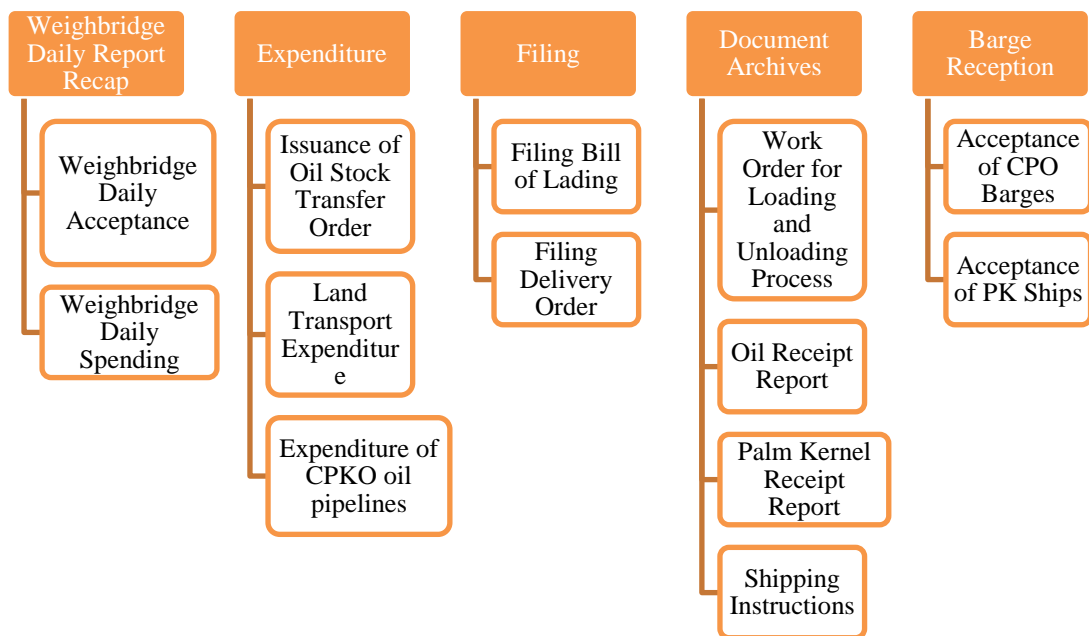 Weighbridge
Daily Report
Recap
Weighbridge
Daily
Acceptance
Weighbridge
Daily
Spending
Expenditure
Issuance of
Oil Stock
Transfer
Order
Land
Transport
Expenditur
e
Expenditure of
CPKO oil
pipelines
Filing
Filing Bill
of Lading
Filing
Delivery
Order
Document
Archives
Work
Order for
Loading
and
Unloading
Process
Oil Receipt
Report
Palm Kernel
Receipt
Report
Shipping
Instructions
Barge
Reception
Acceptance
of CPO
Barges
Acceptance
of PK Ships